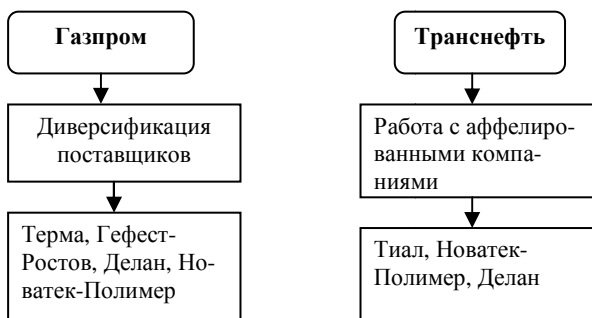 Газпром
Диверсификация
поставщиков
Терма, Гефест-
Ростов, Делан, Но-
ватек-Полимер
Транснефть
Работа с аффелиро-
ванными компа-
ниями
Тиал, Новатек-
Полимер, Делан